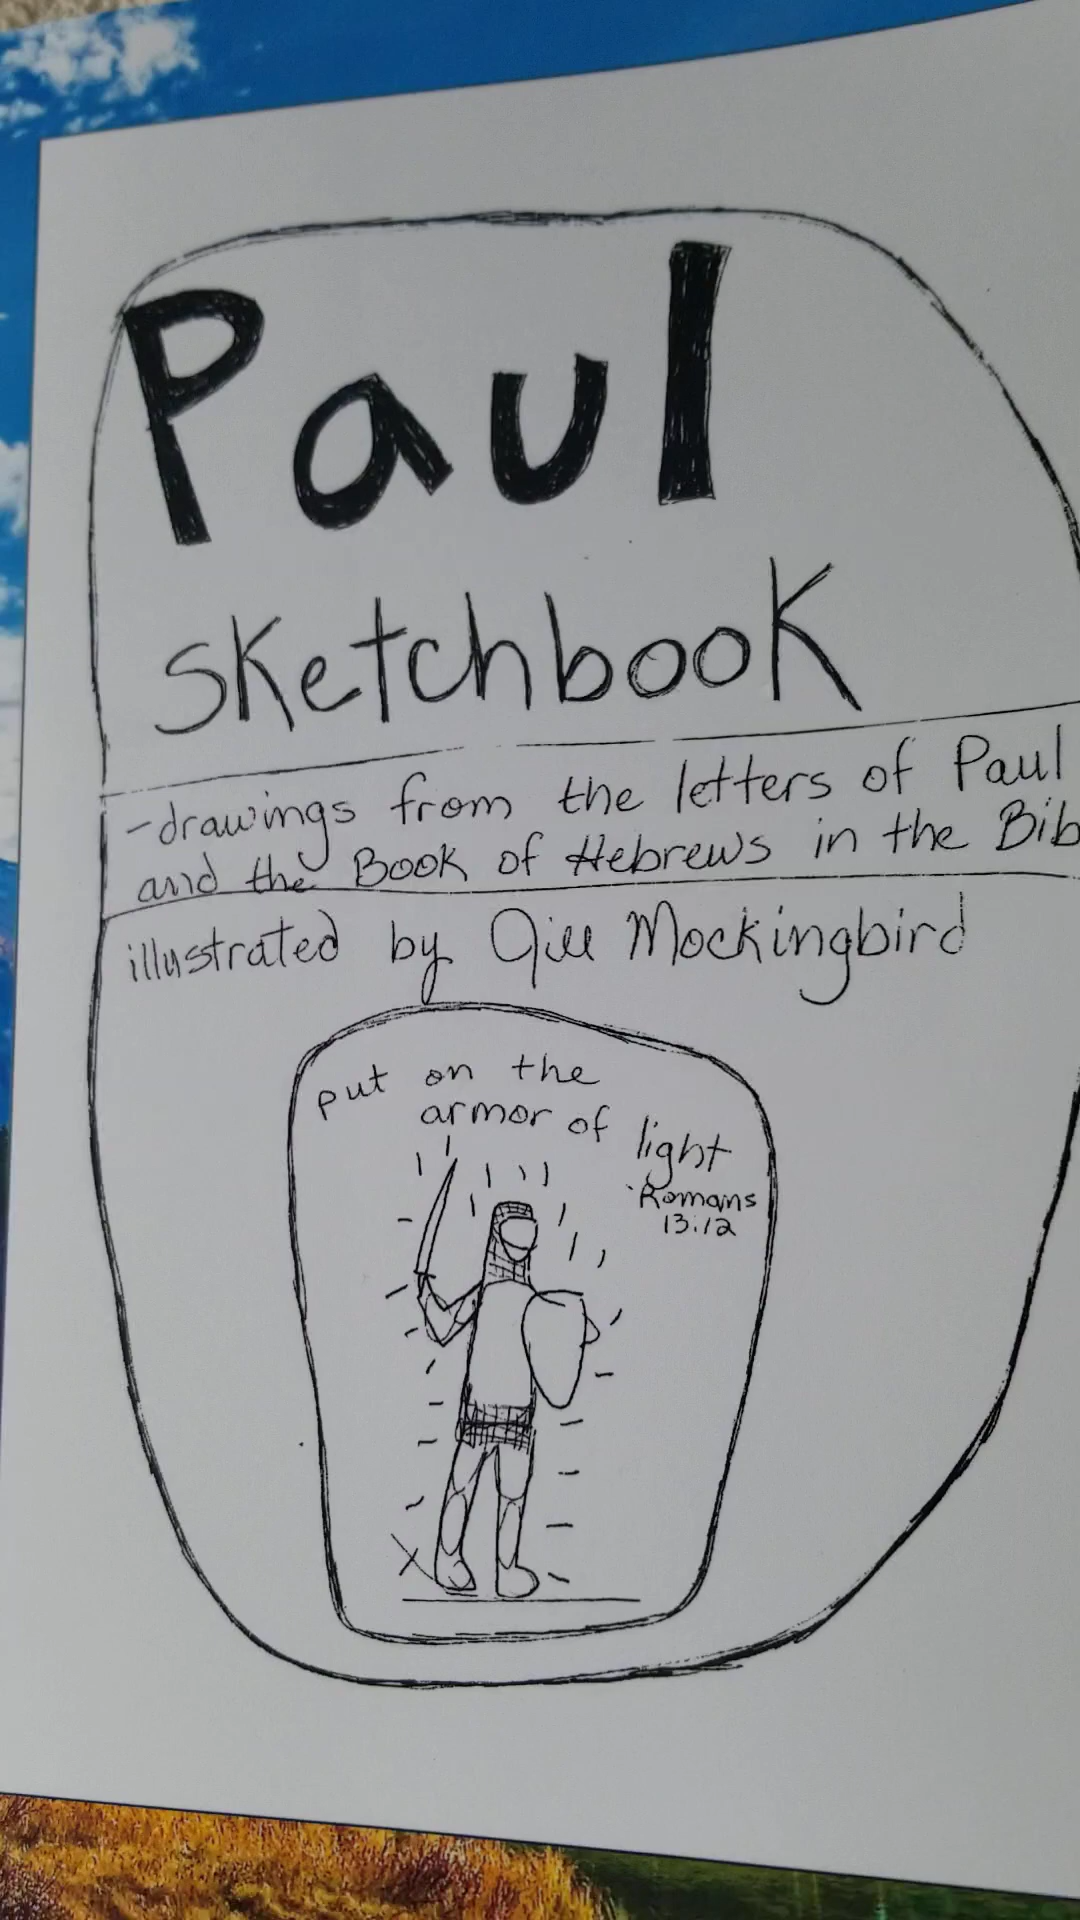 Paul
sketchbook
-drawings from the letters of Paul
and the Book of Hebrews in the Bib
illustrated by Jill Mockingbird
put on the
armor of light
Romans
13:12